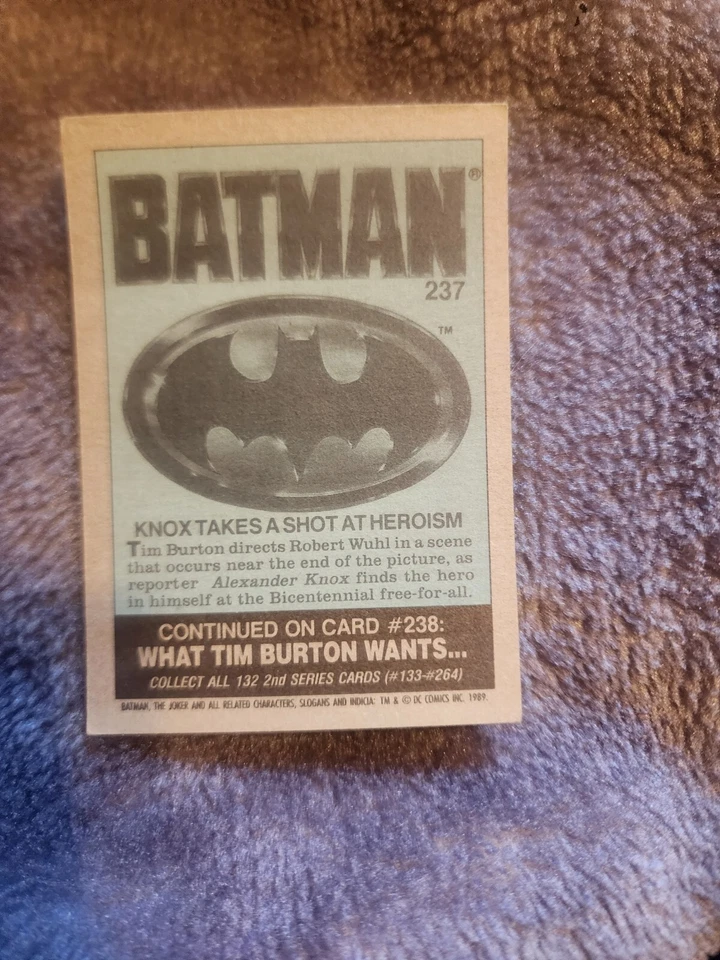 BATMAN®
237
TM
KNOX TAKES A SHOT AT HEROISM
Tim Burton directs Robert Wuhl in a scene
that occurs near the end of the picture, as
reporter Alexander Knox finds the hero
in himself at the Bicentennial free-for-all.
CONTINUED ON CARD #238:
WHAT TIM BURTON WANTS...
COLLECT ALL 132 2nd SERIES CARDS (#133-#264)
BATMAN, THE JOKER AND ALL RELATED CHARACTERS, SLOGANS AND INDICIA: TM & © DC COMICS INC. 1989.